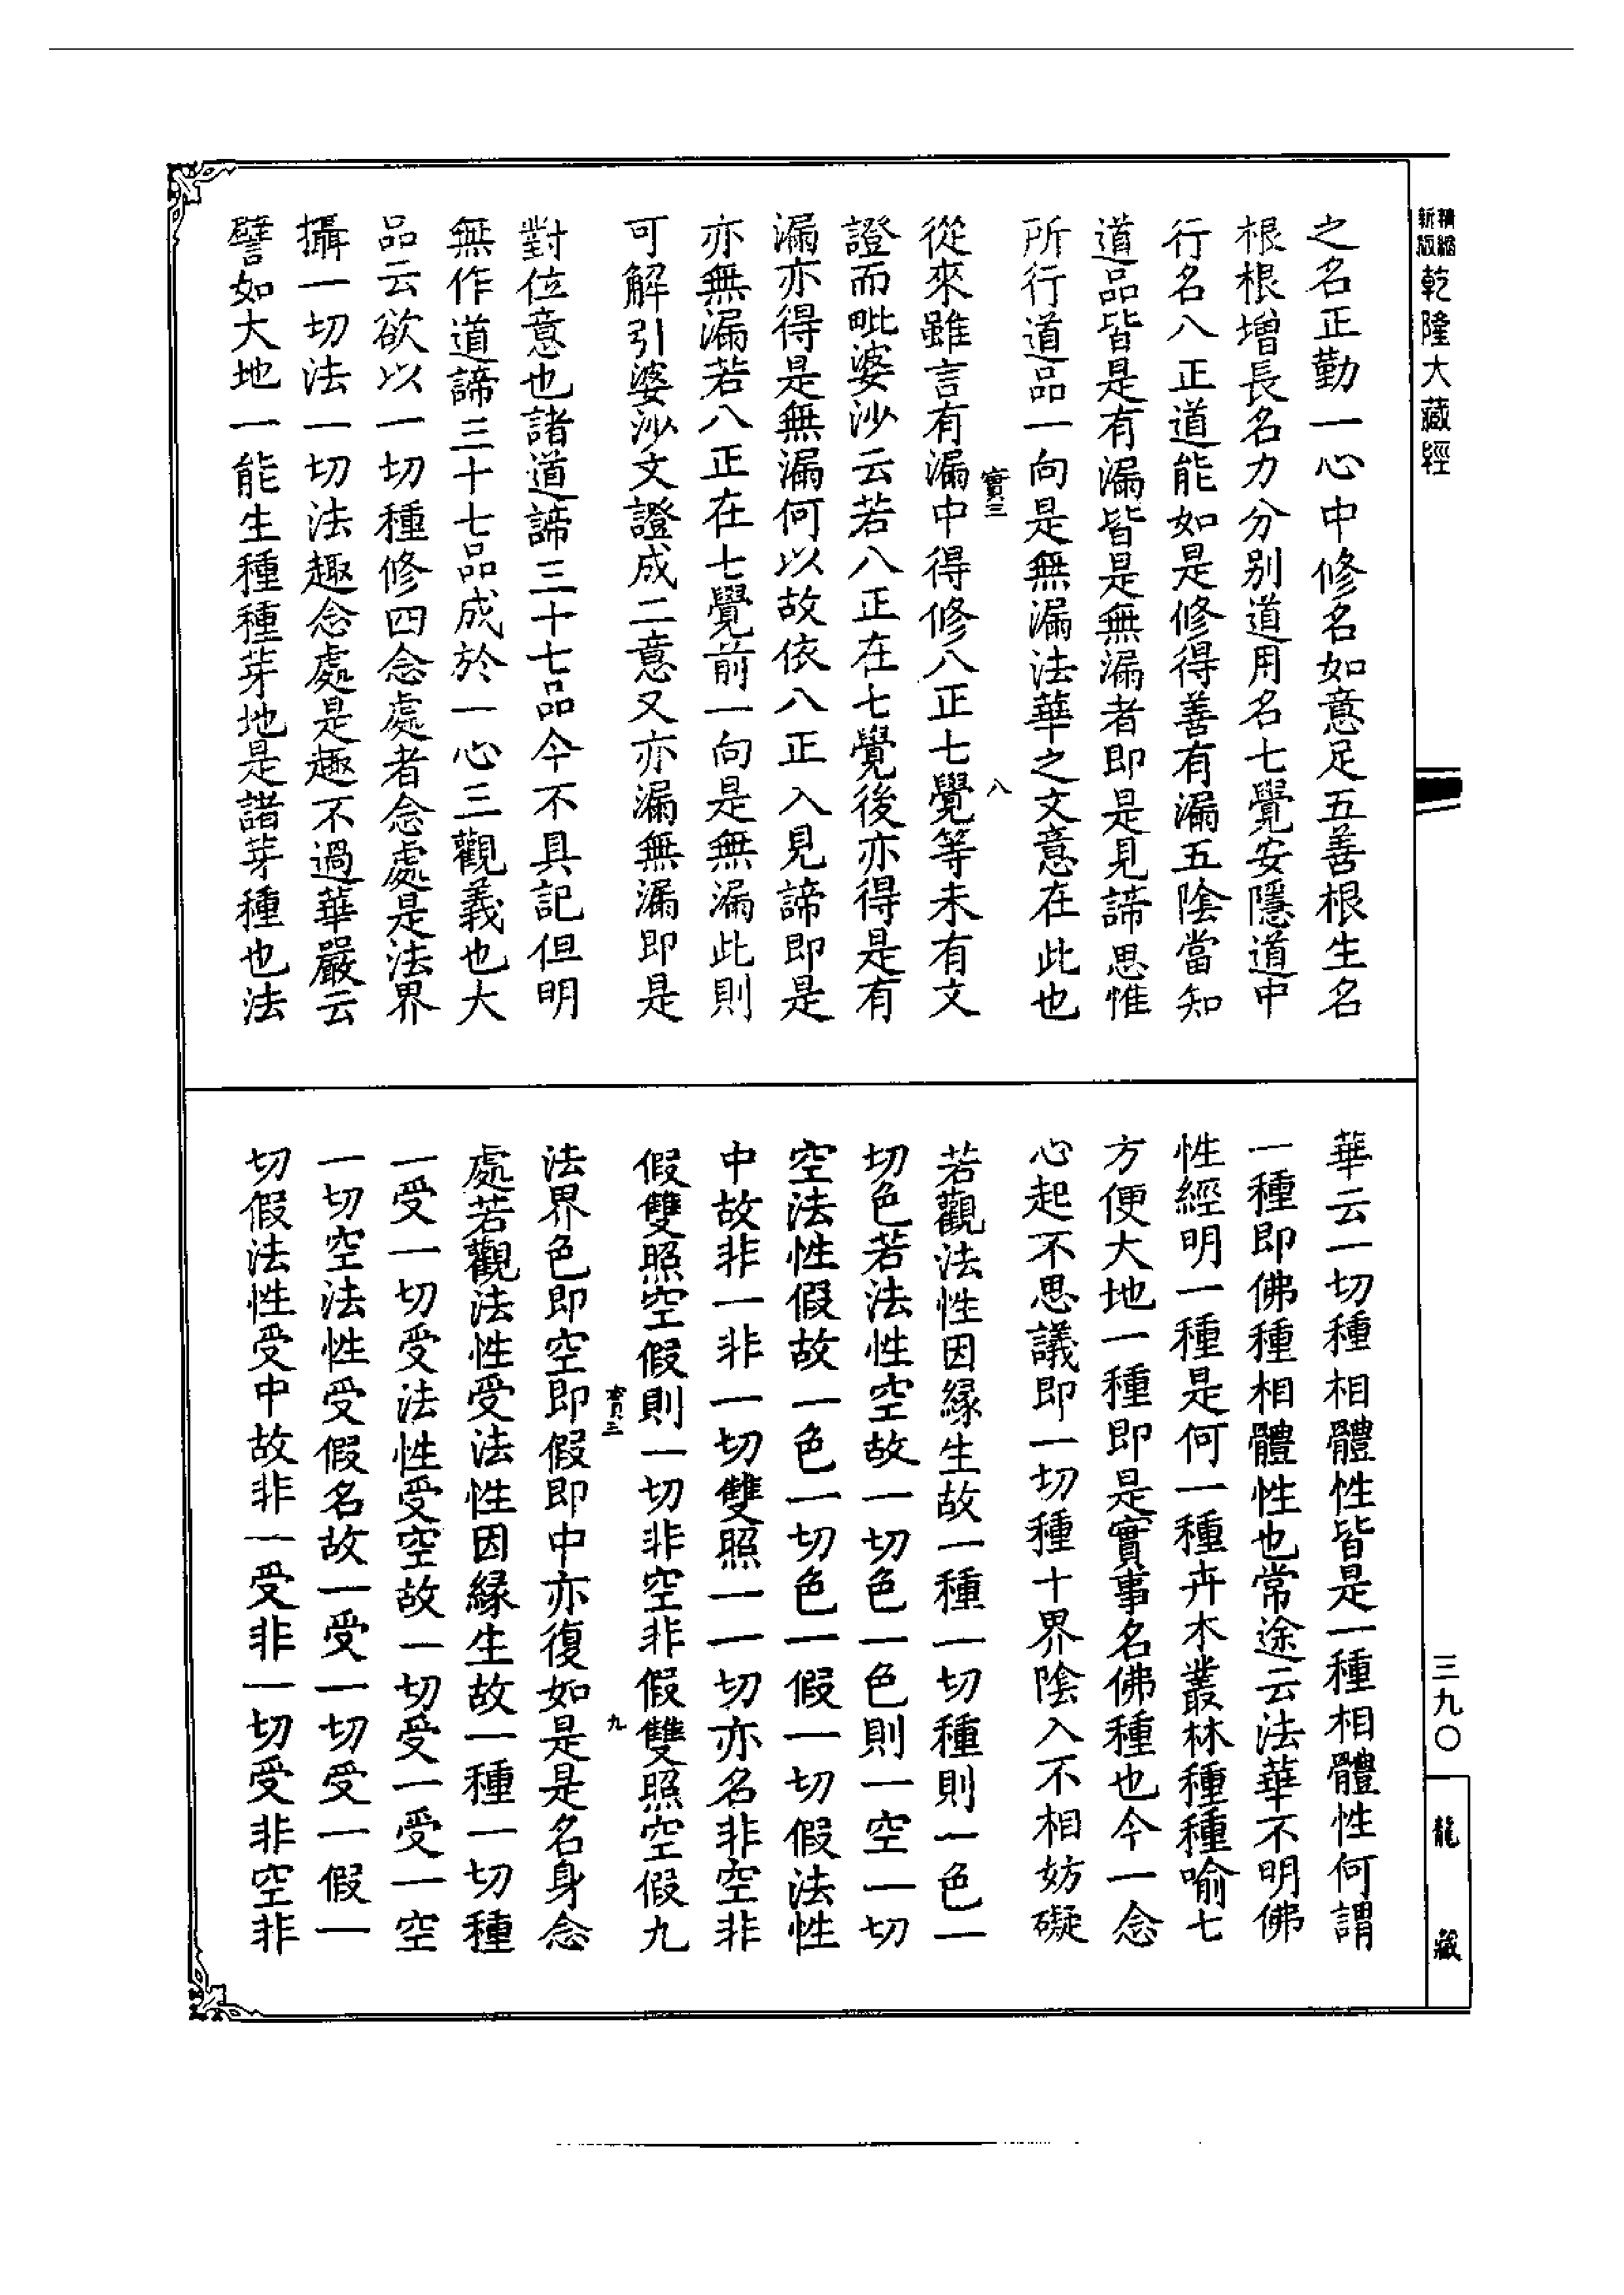 精縮
新版
乾隆大藏經
之名正勤一心中修名如意足五善根生名
根根增長名力分別道用名七覺安隱道中
行名八正道能如是修得善有漏五陰當知
道品皆是有漏皆是無漏者即是見諦思惟
所行道品一向是無漏法華之文意在此也
實三
八
從來雖言有漏中得修八正七覺等未有文
證而毗婆沙云若八正在七覺後亦得是有
漏亦得是無漏何以故依八正入見諦即是
亦無漏若八正在七覺前一向是無漏此則
可解引婆沙文證成二意又亦漏無漏即是
對位意也諸道諦三十七品今不具記但明
無作道諦三十七品成於一心三觀義也大
品云欲以一切種修四念處者念處是法界
攝一切法一切法趣念處是趣不過華嚴云
譬如大地一能生種種芽地是諸芽種也法
華云一切種相體性皆是一種相體性何謂
一種即佛種相體性也常途云法華不明佛
性經明一種是何一種卉木叢林種種喻七
方便大地一種即是實事名佛種也今一念
心起不思議即一切種十界陰入不相妨礙
若觀法性因緣生故一種一切種則一色一
切色若法性空故一切色一色則一空一切
空法性假故一色一切色一假一切假法性
中故非一非一切雙照一一切亦名非空非
假雙照空假則一切非空非假雙照空假九
實三
九
法界色即空即假即中亦復如是是名身念
處若觀法性受法性因緣生故一種一切種
一受一切受法性受空故一切受一受一空
一切空法性受假名故一受一切受一假一
切假法性受中故非一受非一切受非空非
三九〇
龍藏